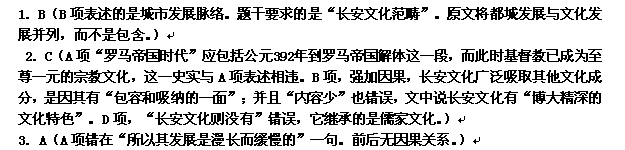 1. B（B 项表述的是城市发展脉络。题干要求的是“长安文化范畴”。原文将都城发展与文化发
展并列，而不是包含。）
2. C（A 项“罗马帝国时代”应包括公元392年到罗马帝国解体这一段，而此时基督教已成为至
尊一元的宗教文化，这一史实与 A 项表述相违。B 项，强加因果，长安文化广泛吸取其他文化成
分，是因其有“包容和吸纳的一面”；并且“内容少”也错误，文中说长安文化有“博大精深的
文化特色”。D 项，“长安文化则没有”错误，它继承的是儒家文化。）
3. A（A 项错在“所以其发展是漫长而缓慢的”一句。前后无因果关系。）